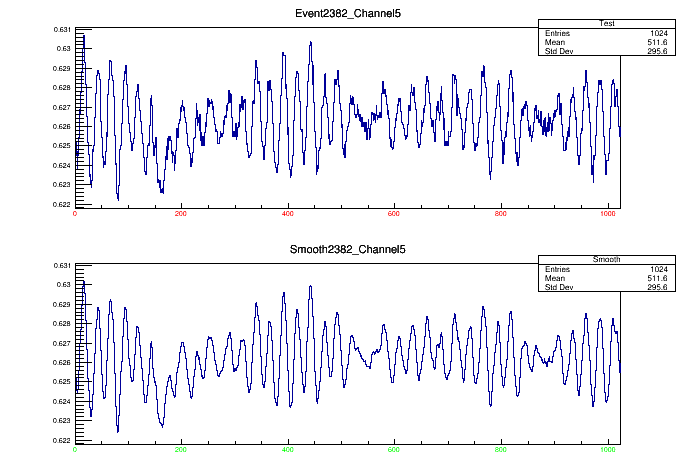 Event2382_Channel5
Test
Entries 1024
Mean 511.6
Std Dev 295.6
0.631
0.63
0.629
0.628
0.627
0.626
0.625
0.624
0.623
0.622
0 200 400 600 800 1000
Smooth2382_Channel5
Smooth
Entries 1024
Mean 511.6
Std Dev 295.6
0.631
0.63
0.629
0.628
0.627
0.626
0.625
0.624
0.623
0.622
0 200 400 600 800 1000